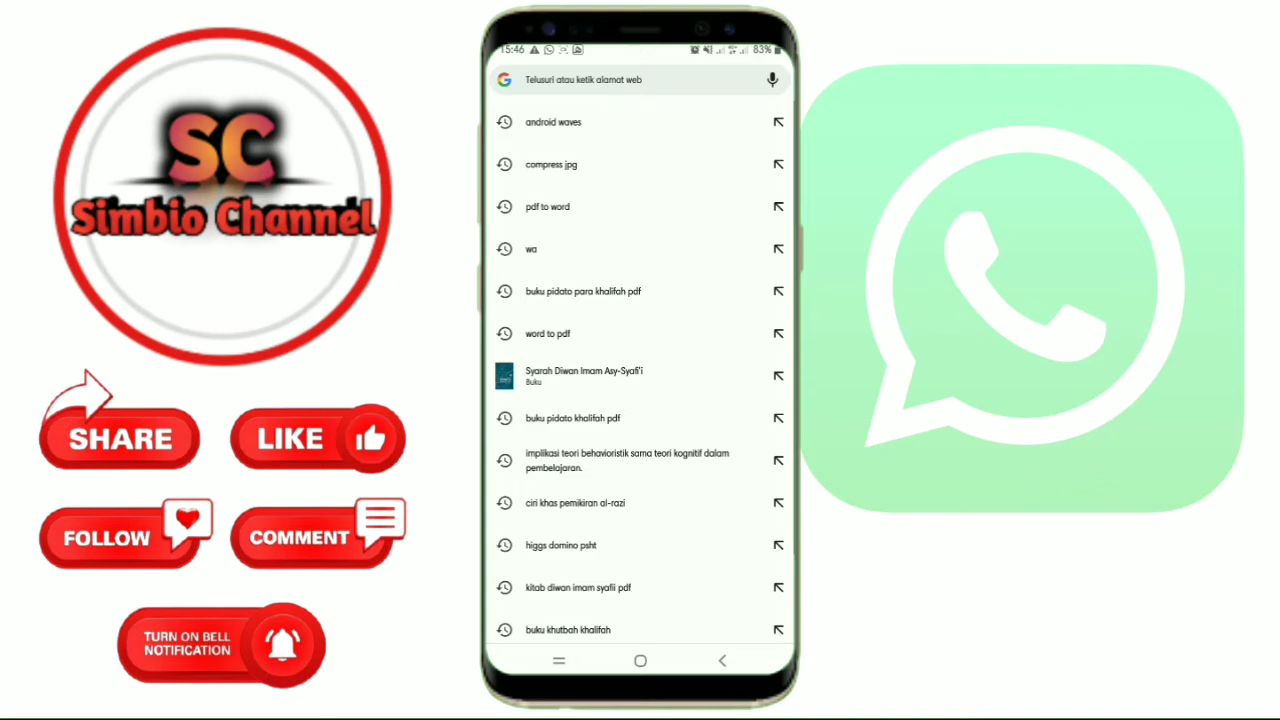 SC
Simbio Channel
SHARE
LIKE
FOLLOW
COMMENT
TURN ON BELL
NOTIFICATION
15:46
83%
Telusuri atau ketik alamat web
android waves
compress jpg
pdf to word
wa
buku pidato para khalifah pdf
word to pdf
Syarah Diwan Imam Asy-Syafi'i
Buku
buku pidato khalifah pdf
implikasi teori behavioristik sama teori kognitif dalam
pembelajaran.
ciri khas pemikiran al-razi
higgs domino psht
kitab diwan imam syafii pdf
buku khutbah khalifah